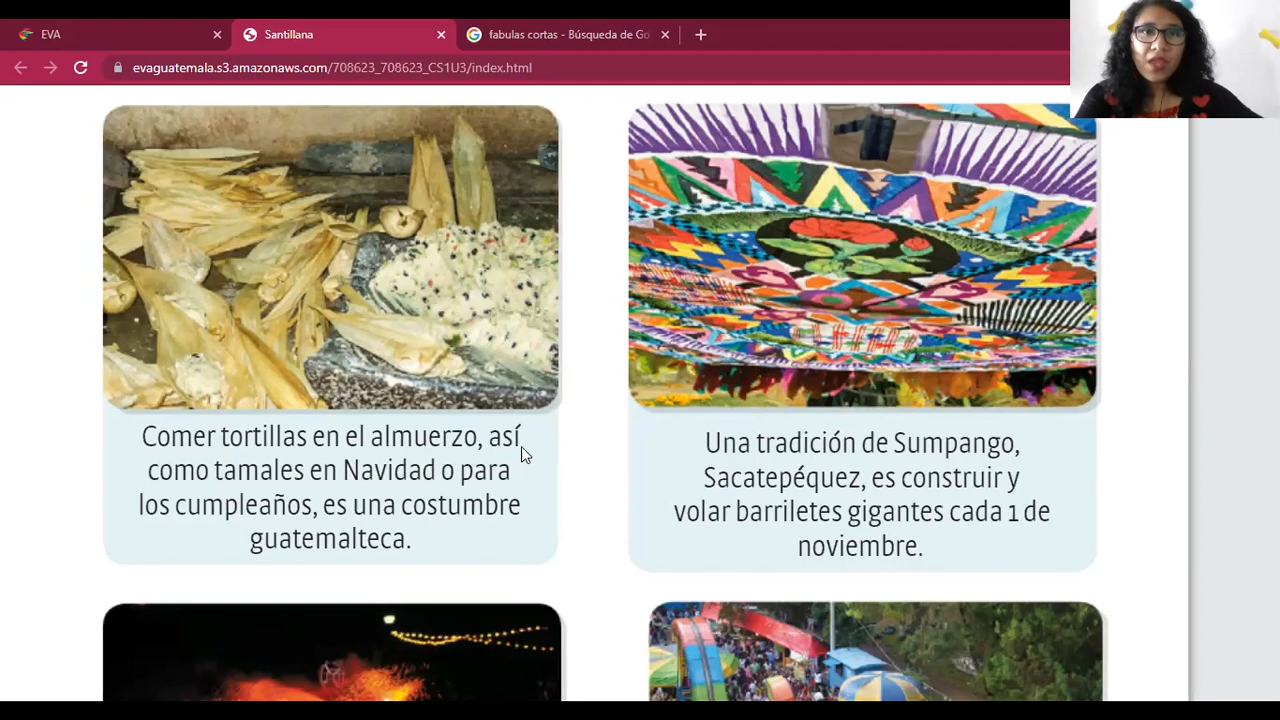 EVA
Santillana
fabulas cortas - Búsqueda de Go
evaguatemala.s3.amazonaws.com/708623_708623_CS1U3/index.html
1
Comer tortillas en el almuerzo, así
como tamales en Navidad o para
los cumpleaños, es una costumbre
guatemalteca.
Una tradición de Sumpango,
Sacatepéquez, es construir y
volar barriletes gigantes cada 1 de
noviembre.